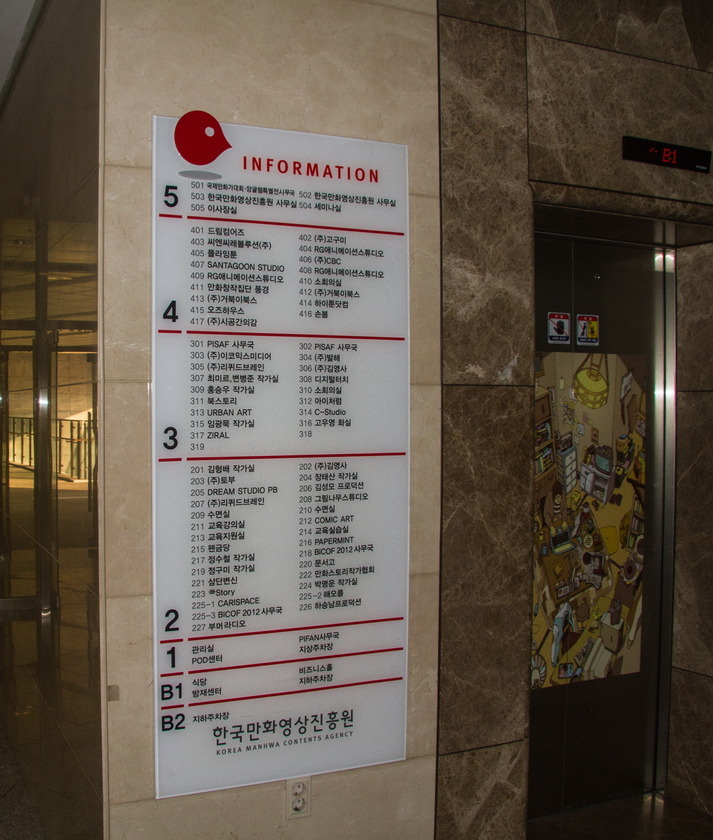 INFORMATION
5
501 국제만화가대회·앙굴렘특별전사무국 502 한국만화영상진흥원 사무실
503 한국만화영상진흥원 사무실 504 세미나실
505 이사장실
4
401 드림컴어즈 402 (주)고구미
403 씨엔씨레볼루션(주) 404 RG애니메이션스튜디오
405 플라잉툰 406 (주)CBC
407 SANTAGOON STUDIO 408 RG애니메이션스튜디오
409 RG애니메이션스튜디오 410 소회의실
411 만화창작집단 풍경 412 (주)거북이북스
413 (주)거북이북스 414 하이툰닷컴
415 오즈하우스 416 손봄
417 (주)시공간의감
3
301 PISAF 사무국 302 PISAF 사무국
303 (주)이코믹스미디어 304 (주)발해
305 (주)리퀴드브레인 306 (주)김영사
307 최미르,변병준 작가실 308 디지털터치
309 홍승우 작가실 310 소회의실
311 북스토리 312 아이처럼
313 URBAN ART 314 C-Studio
315 임광묵 작가실 316 고우영 화실
317 ZIRAL 318
319
2
201 김형배 작가실 202 (주)김영사
203 (주)토부 204 장태산 작가실
205 DREAM STUDIO PB 206 김성모 프로덕션
207 (주)리퀴드브레인 208 그림나무스튜디오
209 수면실 210 수면실
211 교육강의실 212 COMIC ART
213 교육지원실 214 교육실습실
215 펜금당 216 PAPERMINT
217 정수철 작가실 218 BICOF 2012 사무국
219 정구미 작가실 220 문서고
221 삼단변신 222 만화스토리작가협회
223 Story 224 박명운 작가실
225-1 CARISPACE 225-2 해오름
225-3 BICOF 2012 사무국 226 하승남프로덕션
227 부머라디오
1
관리실 PIFAN사무국
POD센터 지상주차장
B1
식당 비즈니스홀
방재센터 지하주차장
B2
지하주차장
한국만화영상진흥원
KOREA MANHWA CONTENTS AGENCY
B1